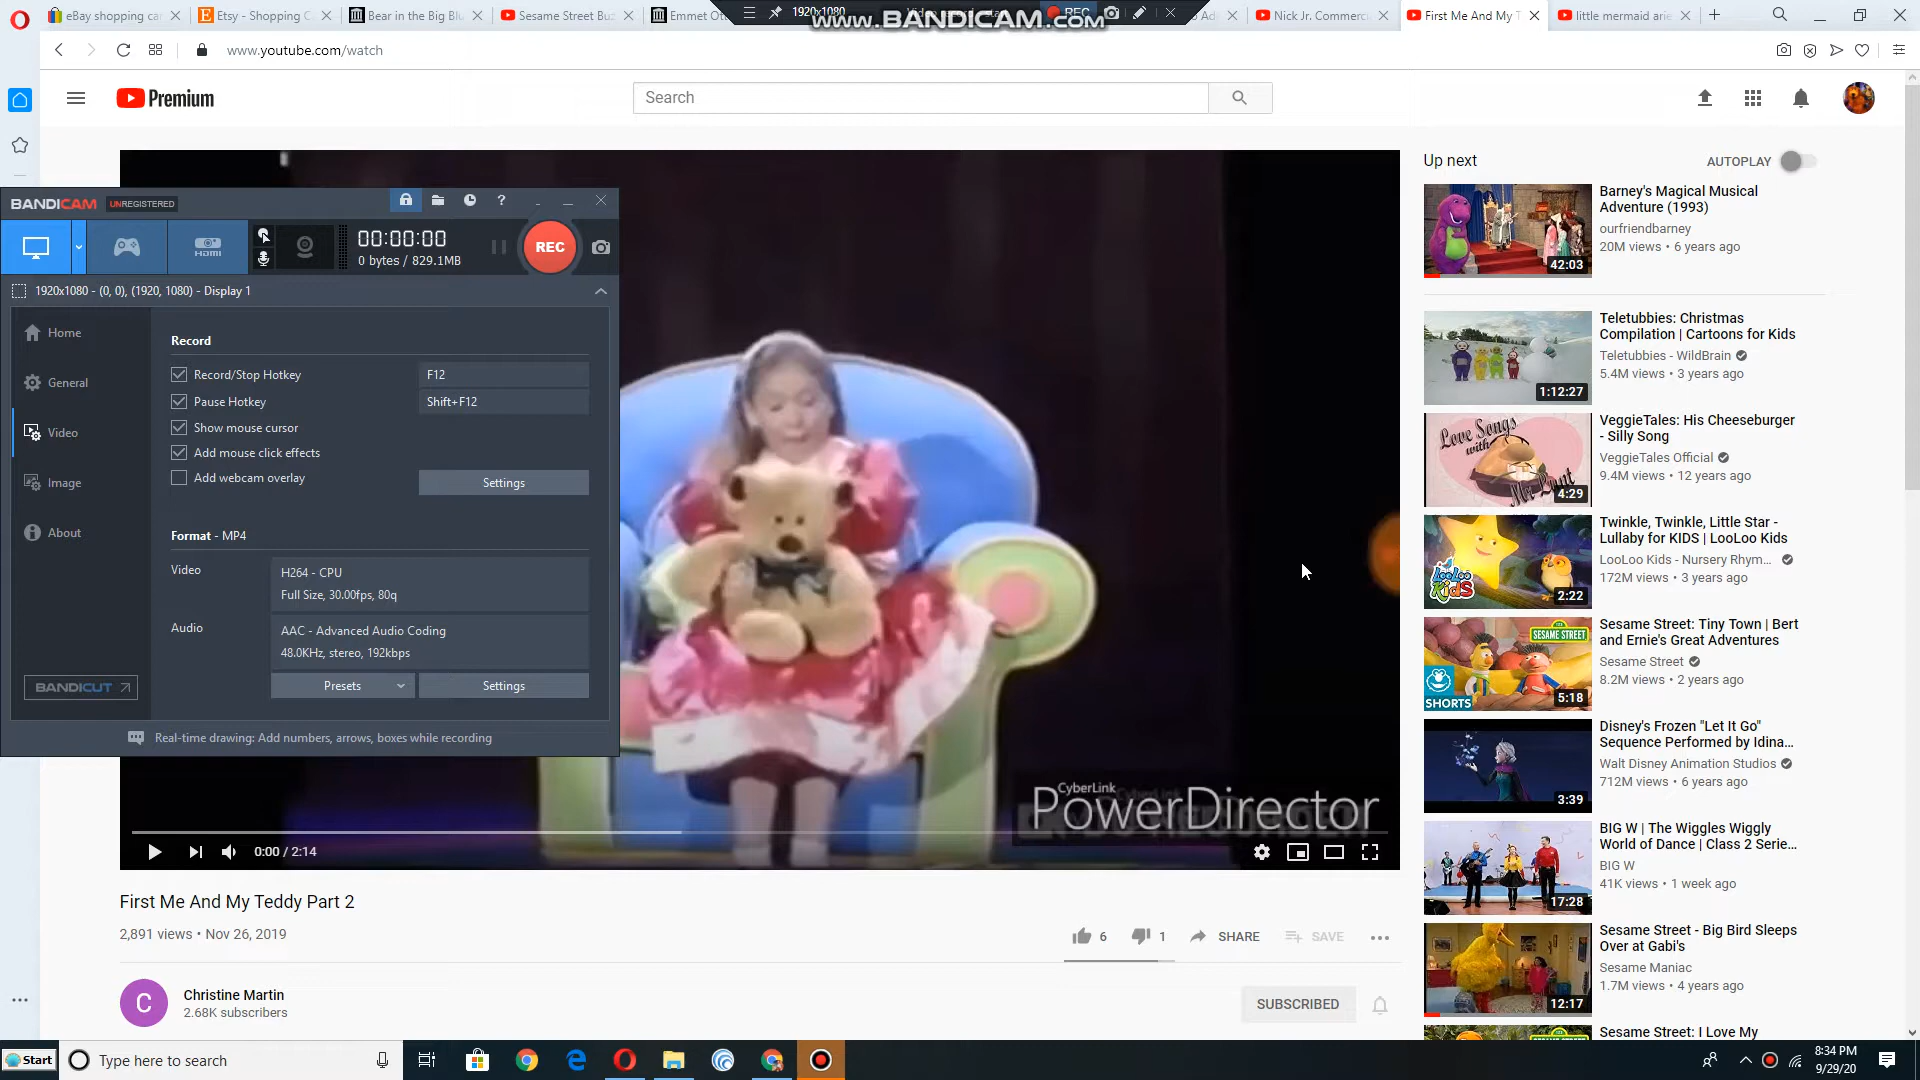 eBay shopping ca
Etsy - Shopping C
Bear in the Big Blu
Sesame Street Bu
Emmet Ot
1920x1080
REC
www.BANDICAM.com
Nick Jr. Commerc
First Me And My T
little mermaid arie
www.youtube.com/watch
Premium
Search
BANDICAM UNREGISTERED
?
HDMI
00:00:00
0 bytes / 829.1MB
REC
1920x1080 - (0, 0), (1920, 1080) - Display 1
Home
General
Video
Image
About
BANDICUT
Record
Record/Stop Hotkey
F12
Pause Hotkey
Shift+F12
Show mouse cursor
Add mouse click effects
Add webcam overlay
Settings
Format - MP4
Video
H264 - CPU
Full Size, 30.00fps, 80q
Audio
AAC - Advanced Audio Coding
48.0KHz, stereo, 192kbps
Presets
Settings
Real-time drawing: Add numbers, arrows, boxes while recording
CyberLink
PowerDirector
0:00 / 2:14
First Me And My Teddy Part 2
2,891 views • Nov 26, 2019
6
1
SHARE
SAVE
C
Christine Martin
2.68K subscribers
SUBSCRIBED
Up next
AUTOPLAY
42:03
Barney's Magical Musical
Adventure (1993)
ourfriendbarney
20M views • 6 years ago
1:12:27
Teletubbies: Christmas
Compilation | Cartoons for Kids
Teletubbies - WildBrain
5.4M views • 3 years ago
Love Songs
with
Mr Lunt
4:29
VeggieTales: His Cheeseburger
- Silly Song
VeggieTales Official
9.4M views • 12 years ago
LooLoo
KiDS
2:22
Twinkle, Twinkle, Little Star -
Lullaby for KIDS | LooLoo Kids
LooLoo Kids - Nursery Rhym...
172M views • 3 years ago
SESAME STREET
SHORTS
5:18
Sesame Street: Tiny Town | Bert
and Ernie's Great Adventures
Sesame Street
8.2M views • 2 years ago
3:39
Disney's Frozen "Let It Go"
Sequence Performed by Idina...
Walt Disney Animation Studios
712M views • 6 years ago
17:28
BIG W | The Wiggles Wiggly
World of Dance | Class 2 Serie...
BIG W
41K views • 1 week ago
12:17
Sesame Street - Big Bird Sleeps
Over at Gabi's
Sesame Maniac
1.7M views • 4 years ago
Sesame Street: I Love My
Start
Type here to search
8:34 PM
9/29/20